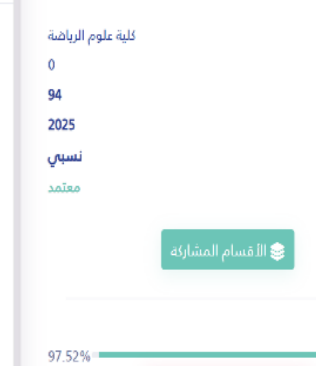 كلية علوم الرياضة
0
94
2025
نسبي
معتمد
الأقسام المشاركة
97.52%